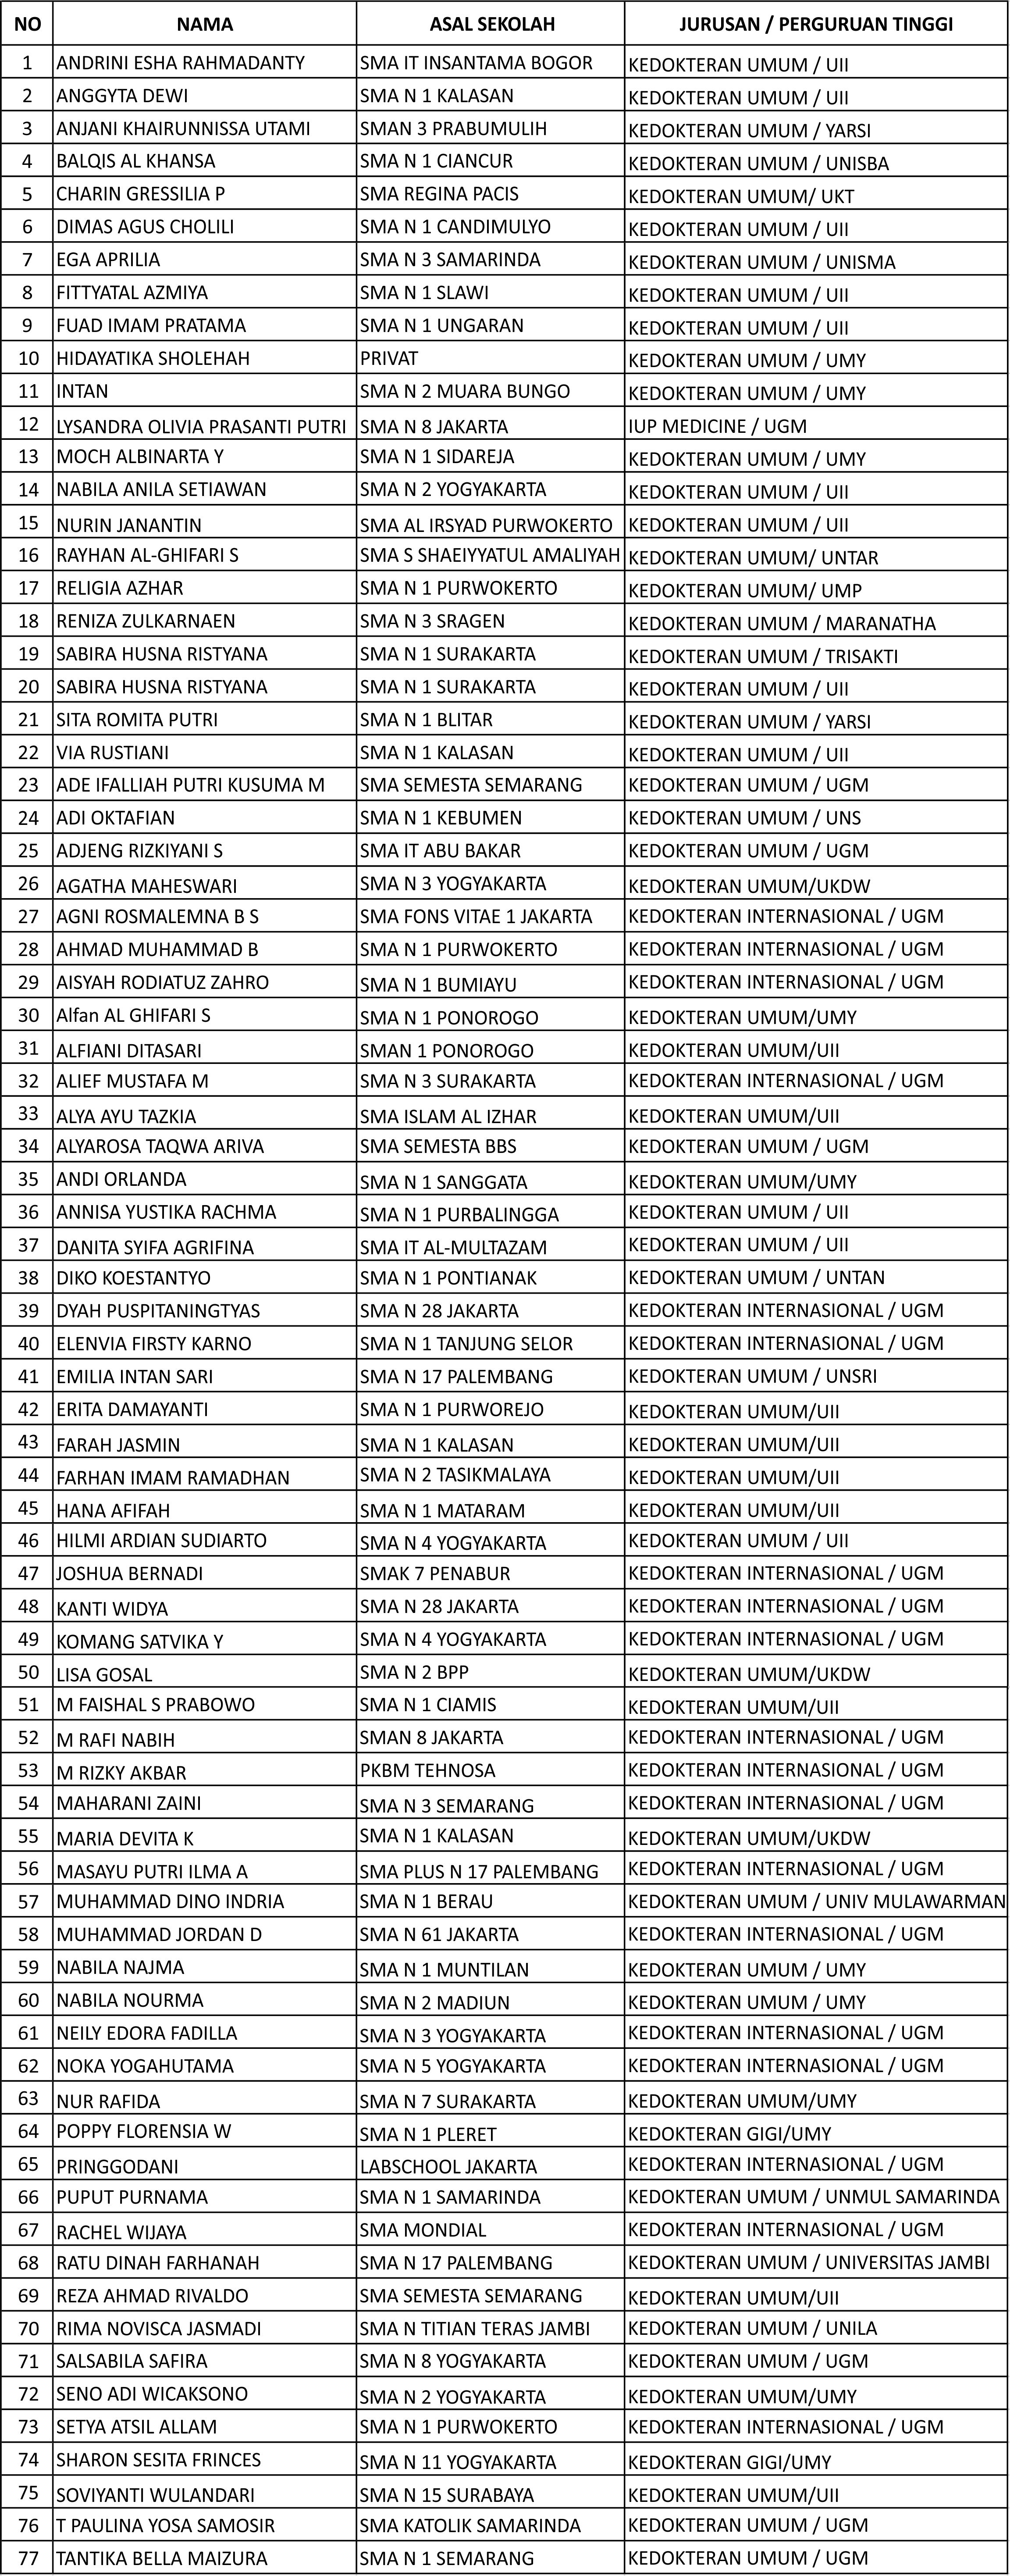 NO NAMA ASAL SEKOLAH JURUSAN / PERGURUAN TINGGI
1 ANDRINI ESHA RAHMADANTY SMA IT INSANTAMA BOGOR KEDOKTERAN UMUM / UII
2 ANGGYTA DEWI SMA N 1 KALASAN KEDOKTERAN UMUM / UII
3 ANJANI KHAIRUNNISSA UTAMI SMAN 3 PRABUMULIH KEDOKTERAN UMUM / YARSI
4 BALQIS AL KHANSA SMA N 1 CIANCUR KEDOKTERAN UMUM / UNISBA
5 CHARIN GRESSILIA P SMA REGINA PACIS KEDOKTERAN UMUM/ UKT
6 DIMAS AGUS CHOLILI SMA N 1 CANDIMULYO KEDOKTERAN UMUM / UII
7 EGA APRILIA SMA N 3 SAMARINDA KEDOKTERAN UMUM / UNISMA
8 FITTYATAL AZMIYA SMA N 1 SLAWI KEDOKTERAN UMUM / UII
9 FUAD IMAM PRATAMA SMA N 1 UNGARAN KEDOKTERAN UMUM / UII
10 HIDAYATIKA SHOLEHAH PRIVAT KEDOKTERAN UMUM / UMY
11 INTAN SMA N 2 MUARA BUNGO KEDOKTERAN UMUM / UMY
12 LYSANDRA OLIVIA PRASANTI PUTRI SMA N 8 JAKARTA IUP MEDICINE / UGM
13 MOCH ALBINARTA Y SMA N 1 SIDAREJA KEDOKTERAN UMUM / UMY
14 NABILA ANILA SETIAWAN SMA N 2 YOGYAKARTA KEDOKTERAN UMUM / UII
15 NURIN JANANTIN SMA AL IRSYAD PURWOKERTO KEDOKTERAN UMUM / UII
16 RAYHAN AL-GHIFARI S SMA S SHAEIYYATUL AMALIYAH KEDOKTERAN UMUM/ UNTAR
17 RELIGIA AZHAR SMA N 1 PURWOKERTO KEDOKTERAN UMUM/ UMP
18 RENIZA ZULKARNAEN SMA N 3 SRAGEN KEDOKTERAN UMUM / MARANATHA
19 SABIRA HUSNA RISTYANA SMA N 1 SURAKARTA KEDOKTERAN UMUM / TRISAKTI
20 SABIRA HUSNA RISTYANA SMA N 1 SURAKARTA KEDOKTERAN UMUM / UII
21 SITA ROMITA PUTRI SMA N 1 BLITAR KEDOKTERAN UMUM / YARSI
22 VIA RUSTIANI SMA N 1 KALASAN KEDOKTERAN UMUM / UII
23 ADE IFALLIAH PUTRI KUSUMA M SMA SEMESTA SEMARANG KEDOKTERAN UMUM / UGM
24 ADI OKTAFIAN SMA N 1 KEBUMEN KEDOKTERAN UMUM / UNS
25 ADJENG RIZKIYANI S SMA IT ABU BAKAR KEDOKTERAN UMUM / UGM
26 AGATHA MAHESWARI SMA N 3 YOGYAKARTA KEDOKTERAN UMUM/UKDW
27 AGNI ROSMALEMNA B S SMA FONS VITAE 1 JAKARTA KEDOKTERAN INTERNASIONAL / UGM
28 AHMAD MUHAMMAD B SMA N 1 PURWOKERTO KEDOKTERAN INTERNASIONAL / UGM
29 AISYAH RODIATUZ ZAHRO SMA N 1 BUMIAYU KEDOKTERAN INTERNASIONAL / UGM
30 Alfan AL GHIFARI S SMA N 1 PONOROGO KEDOKTERAN UMUM/UMY
31 ALFIANI DITASARI SMAN 1 PONOROGO KEDOKTERAN UMUM/UII
32 ALIEF MUSTAFA M SMA N 3 SURAKARTA KEDOKTERAN INTERNASIONAL / UGM
33 ALYA AYU TAZKIA SMA ISLAM AL IZHAR KEDOKTERAN UMUM/UII
34 ALYAROSA TAQWA ARIVA SMA SEMESTA BBS KEDOKTERAN UMUM / UGM
35 ANDI ORLANDA SMA N 1 SANGGATA KEDOKTERAN UMUM/UMY
36 ANNISA YUSTIKA RACHMA SMA N 1 PURBALINGGA KEDOKTERAN UMUM / UII
37 DANITA SYIFA AGRIFINA SMA IT AL-MULTAZAM KEDOKTERAN UMUM / UII
38 DIKO KOESTANTYO SMA N 1 PONTIANAK KEDOKTERAN UMUM / UNTAN
39 DYAH PUSPITANINGTYAS SMA N 28 JAKARTA KEDOKTERAN INTERNASIONAL / UGM
40 ELENVIA FIRSTY KARNO SMA N 1 TANJUNG SELOR KEDOKTERAN INTERNASIONAL / UGM
41 EMILIA INTAN SARI SMA N 17 PALEMBANG KEDOKTERAN UMUM / UNSRI
42 ERITA DAMAYANTI SMA N 1 PURWOREJO KEDOKTERAN UMUM/UII
43 FARAH JASMIN SMA N 1 KALASAN KEDOKTERAN UMUM/UII
44 FARHAN IMAM RAMADHAN SMA N 2 TASIKMALAYA KEDOKTERAN UMUM/UII
45 HANA AFIFAH SMA N 1 MATARAM KEDOKTERAN UMUM/UII
46 HILMI ARDIAN SUDIARTO SMA N 4 YOGYAKARTA KEDOKTERAN UMUM / UII
47 JOSHUA BERNADI SMAK 7 PENABUR KEDOKTERAN INTERNASIONAL / UGM
48 KANTI WIDYA SMA N 28 JAKARTA KEDOKTERAN INTERNASIONAL / UGM
49 KOMANG SATVIKA Y SMA N 4 YOGYAKARTA KEDOKTERAN INTERNASIONAL / UGM
50 LISA GOSAL SMA N 2 BPP KEDOKTERAN UMUM/UKDW
51 M FAISHAL S PRABOWO SMA N 1 CIAMIS KEDOKTERAN UMUM/UII
52 M RAFI NABIH SMAN 8 JAKARTA KEDOKTERAN INTERNASIONAL / UGM
53 M RIZKY AKBAR PKBM TEHNOSA KEDOKTERAN INTERNASIONAL / UGM
54 MAHARANI ZAINI SMA N 3 SEMARANG KEDOKTERAN INTERNASIONAL / UGM
55 MARIA DEVITA K SMA N 1 KALASAN KEDOKTERAN UMUM/UKDW
56 MASAYU PUTRI ILMA A SMA PLUS N 17 PALEMBANG KEDOKTERAN INTERNASIONAL / UGM
57 MUHAMMAD DINO INDRIA SMA N 1 BERAU KEDOKTERAN UMUM / UNIV MULAWARMAN
58 MUHAMMAD JORDAN D SMA N 61 JAKARTA KEDOKTERAN INTERNASIONAL / UGM
59 NABILA NAJMA SMA N 1 MUNTILAN KEDOKTERAN UMUM / UMY
60 NABILA NOURMA SMA N 2 MADIUN KEDOKTERAN UMUM / UMY
61 NEILY EDORA FADILLA SMA N 3 YOGYAKARTA KEDOKTERAN INTERNASIONAL / UGM
62 NOKA YOGAHUTAMA SMA N 5 YOGYAKARTA KEDOKTERAN INTERNASIONAL / UGM
63 NUR RAFIDA SMA N 7 SURAKARTA KEDOKTERAN UMUM/UMY
64 POPPY FLORENSIA W SMA N 1 PLERET KEDOKTERAN GIGI/UMY
65 PRINGGODANI LABSCHOOL JAKARTA KEDOKTERAN INTERNASIONAL / UGM
66 PUPUT PURNAMA SMA N 1 SAMARINDA KEDOKTERAN UMUM / UNMUL SAMARINDA
67 RACHEL WIJAYA SMA MONDIAL KEDOKTERAN INTERNASIONAL / UGM
68 RATU DINAH FARHANAH SMA N 17 PALEMBANG KEDOKTERAN UMUM / UNIVERSITAS JAMBI
69 REZA AHMAD RIVALDO SMA SEMESTA SEMARANG KEDOKTERAN UMUM/UII
70 RIMA NOVISCA JASMADI SMA N TITIAN TERAS JAMBI KEDOKTERAN UMUM / UNILA
71 SALSABILA SAFIRA SMA N 8 YOGYAKARTA KEDOKTERAN UMUM / UGM
72 SENO ADI WICAKSONO SMA N 2 YOGYAKARTA KEDOKTERAN UMUM/UMY
73 SETYA ATSIL ALLAM SMA N 1 PURWOKERTO KEDOKTERAN INTERNASIONAL / UGM
74 SHARON SESITA FRINCES SMA N 11 YOGYAKARTA KEDOKTERAN GIGI/UMY
75 SOVIYANTI WULANDARI SMA N 15 SURABAYA KEDOKTERAN UMUM/UII
76 T PAULINA YOSA SAMOSIR SMA KATOLIK SAMARINDA KEDOKTERAN UMUM / UGM
77 TANTIKA BELLA MAIZURA SMA N 1 SEMARANG KEDOKTERAN UMUM / UGM